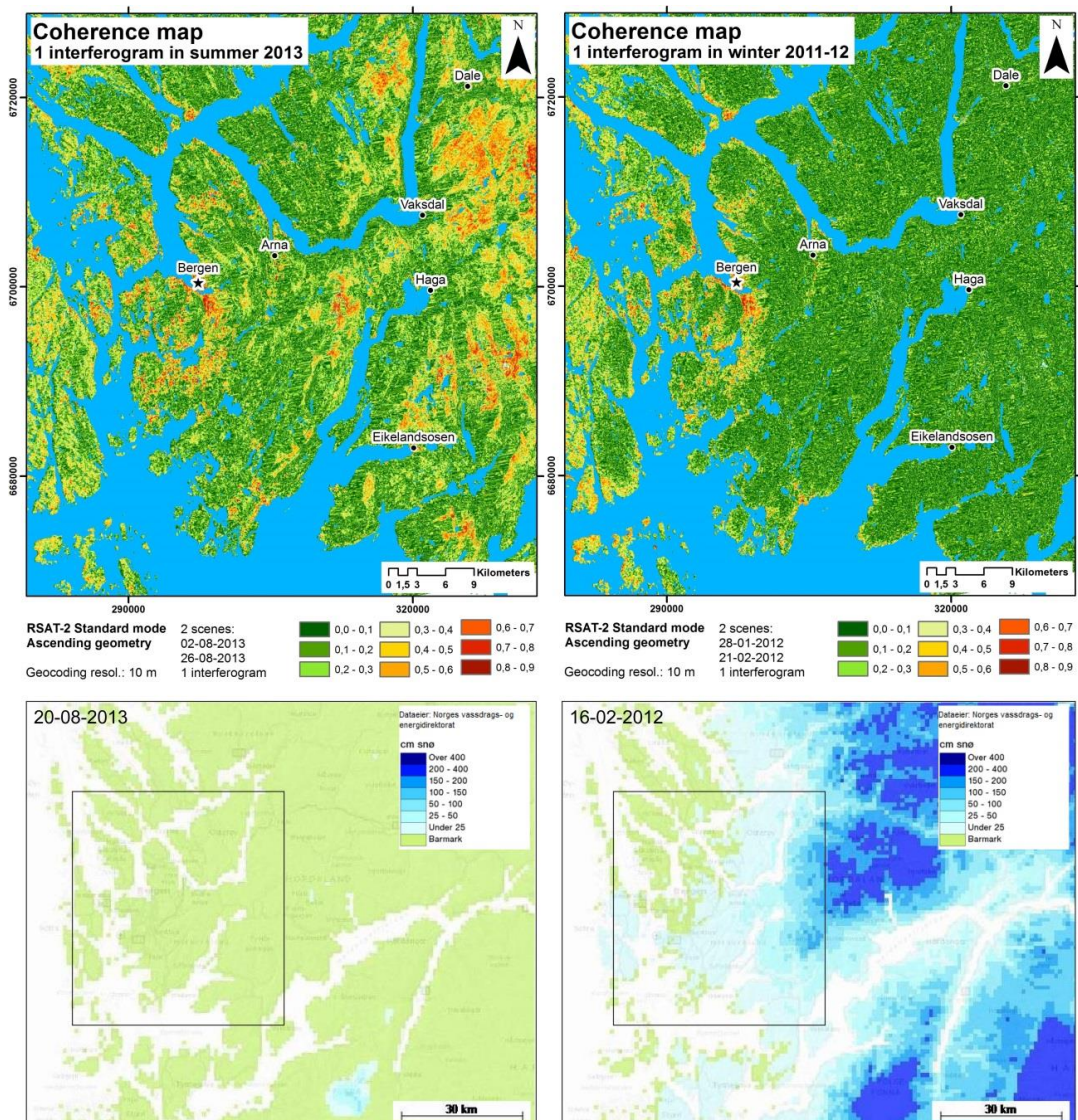 Coherence map
1 interferogram in summer 2013
N
Dale
Vaksdal
Arna
Bergen
Haga
Eikelandsosen
Kilometers
0 1,5 3 6 9
6720000
6700000
6680000
290000
320000
RSAT-2 Standard mode
Ascending geometry
Geocoding resol.: 10 m
2 scenes:
02-08-2013
26-08-2013
1 interferogram
0,0 - 0,1
0,1 - 0,2
0,2 - 0,3
0,3 - 0,4
0,4 - 0,5
0,5 - 0,6
0,6 - 0,7
0,7 - 0,8
0,8 - 0,9
Coherence map
1 interferogram in winter 2011-12
N
Dale
Vaksdal
Arna
Bergen
Haga
Eikelandsosen
Kilometers
0 1,5 3 6 9
6720000
6700000
6680000
290000
320000
RSAT-2 Standard mode
Ascending geometry
Geocoding resol.: 10 m
2 scenes:
28-01-2012
21-02-2012
1 interferogram
0,0 - 0,1
0,1 - 0,2
0,2 - 0,3
0,3 - 0,4
0,4 - 0,5
0,5 - 0,6
0,6 - 0,7
0,7 - 0,8
0,8 - 0,9
20-08-2013
Dataeier: Norges vassdrags- og
energidirektorat
cm snø
Over 400
200 - 400
150 - 200
100 - 150
50 - 100
25 - 50
Under 25
Barmark
Bergen
30 km
16-02-2012
Dataeier: Norges vassdrags- og
energidirektorat
cm snø
Over 400
200 - 400
150 - 200
100 - 150
50 - 100
25 - 50
Under 25
Barmark
Bergen
30 km